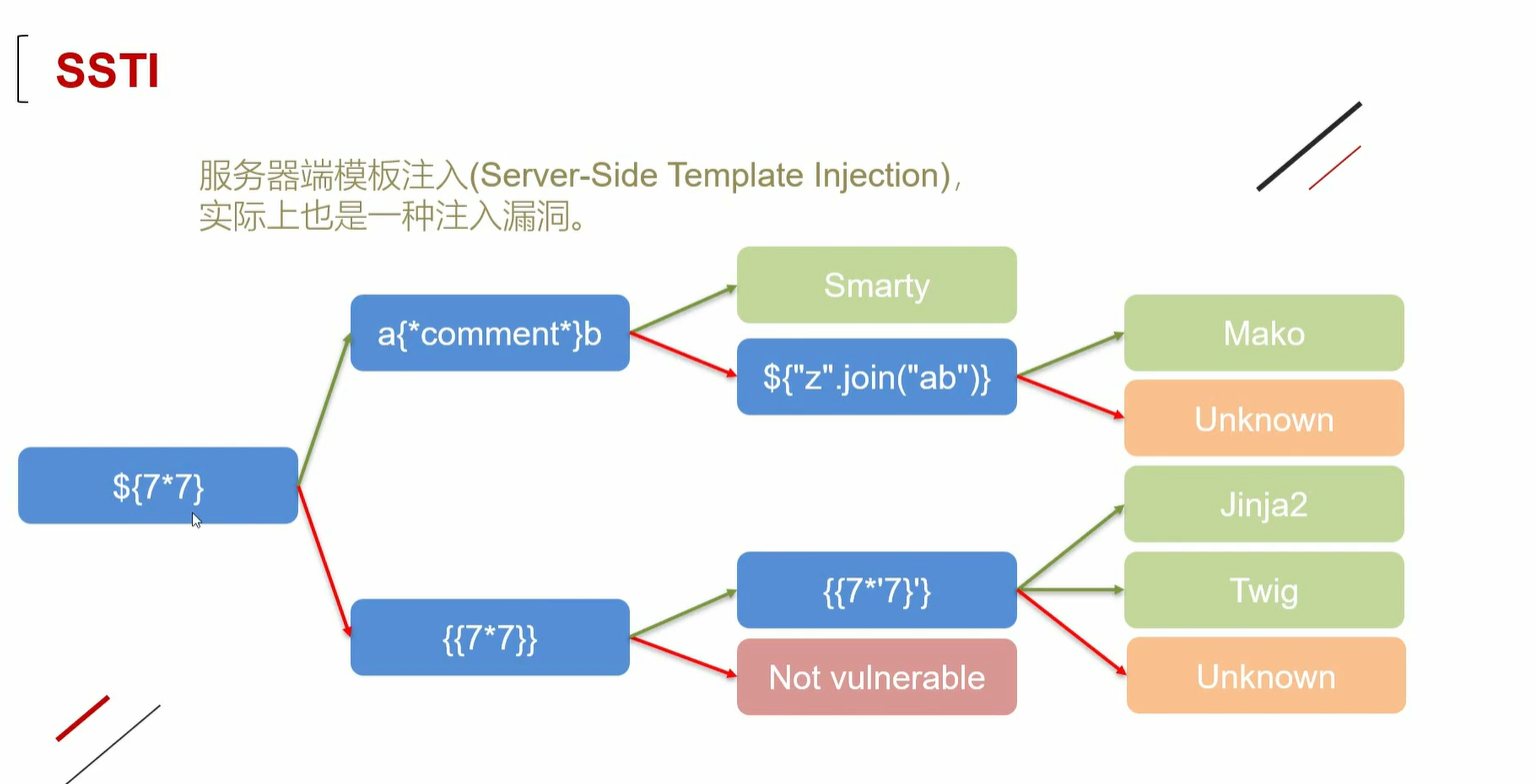 SSTI
服务器端模板注入(Server-Side Template Injection),
实际上也是一种注入漏洞。
Smarty
a{*comment*}b
Mako
${"z".join("ab")}
Unknown
${7*7}
Jinja2
{{7*'7}'}
Twig
{{7*7}}
Not vulnerable
Unknown